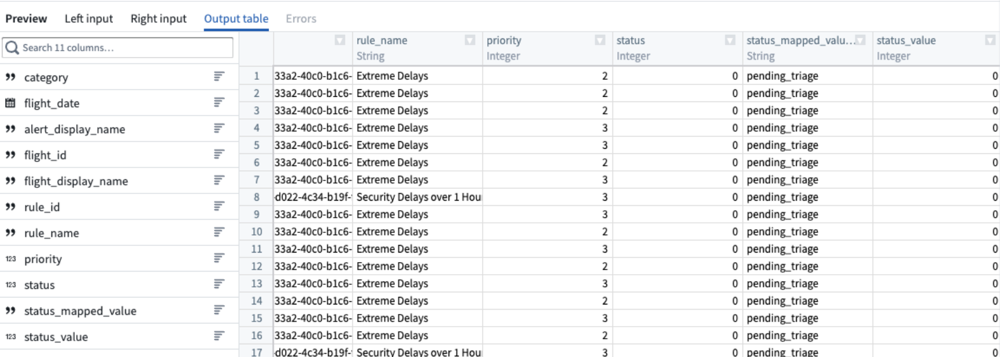 Preview Left input Right input Output table Errors
Search 11 columns...
category
flight_date
alert_display_name
flight_id
flight_display_name
rule_id
rule_name
123 priority
123 status
status_mapped_value
123 status_value
rule_name priority status status_mapped_valu... status_value
String Integer Integer String Integer
1 33a2-40c0-b1c6- Extreme Delays 2 0 pending_triage 0
2 33a2-40c0-b1c6- Extreme Delays 2 0 pending_triage 0
3 33a2-40c0-b1c6- Extreme Delays 2 0 pending_triage 0
4 33a2-40c0-b1c6- Extreme Delays 3 0 pending_triage 0
5 33a2-40c0-b1c6- Extreme Delays 3 0 pending_triage 0
6 33a2-40c0-b1c6- Extreme Delays 2 0 pending_triage 0
7 33a2-40c0-b1c6- Extreme Delays 3 0 pending_triage 0
8 -d022-4c34-b19f- Security Delays over 1 Hou 3 0 pending_triage 0
9 33a2-40c0-b1c6- Extreme Delays 3 0 pending_triage 0
10 33a2-40c0-b1c6- Extreme Delays 2 0 pending_triage 0
11 33a2-40c0-b1c6- Extreme Delays 3 0 pending_triage 0
12 33a2-40c0-b1c6- Extreme Delays 2 0 pending_triage 0
13 33a2-40c0-b1c6- Extreme Delays 3 0 pending_triage 0
14 33a2-40c0-b1c6- Extreme Delays 2 0 pending_triage 0
15 33a2-40c0-b1c6- Extreme Delays 3 0 pending_triage 0
16 33a2-40c0-b1c6- Extreme Delays 2 0 pending_triage 0
17 -d022-4c34-b19f- Security Delays over 1 Hou 3 0 pending_triage 0